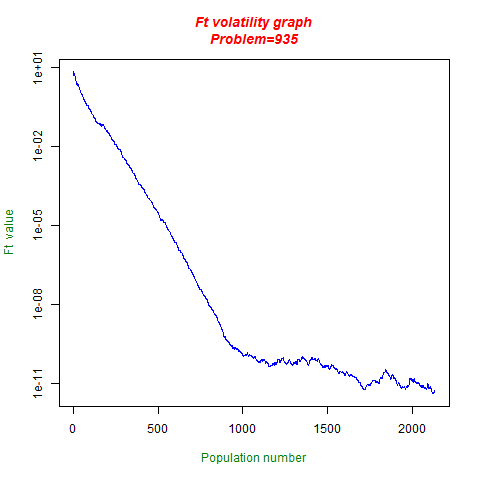 Ft volatility graph
Problem=935
Ft value
1e+01
1e-02
1e-05
1e-08
1e-11
0
500
1000
1500
2000
Population number